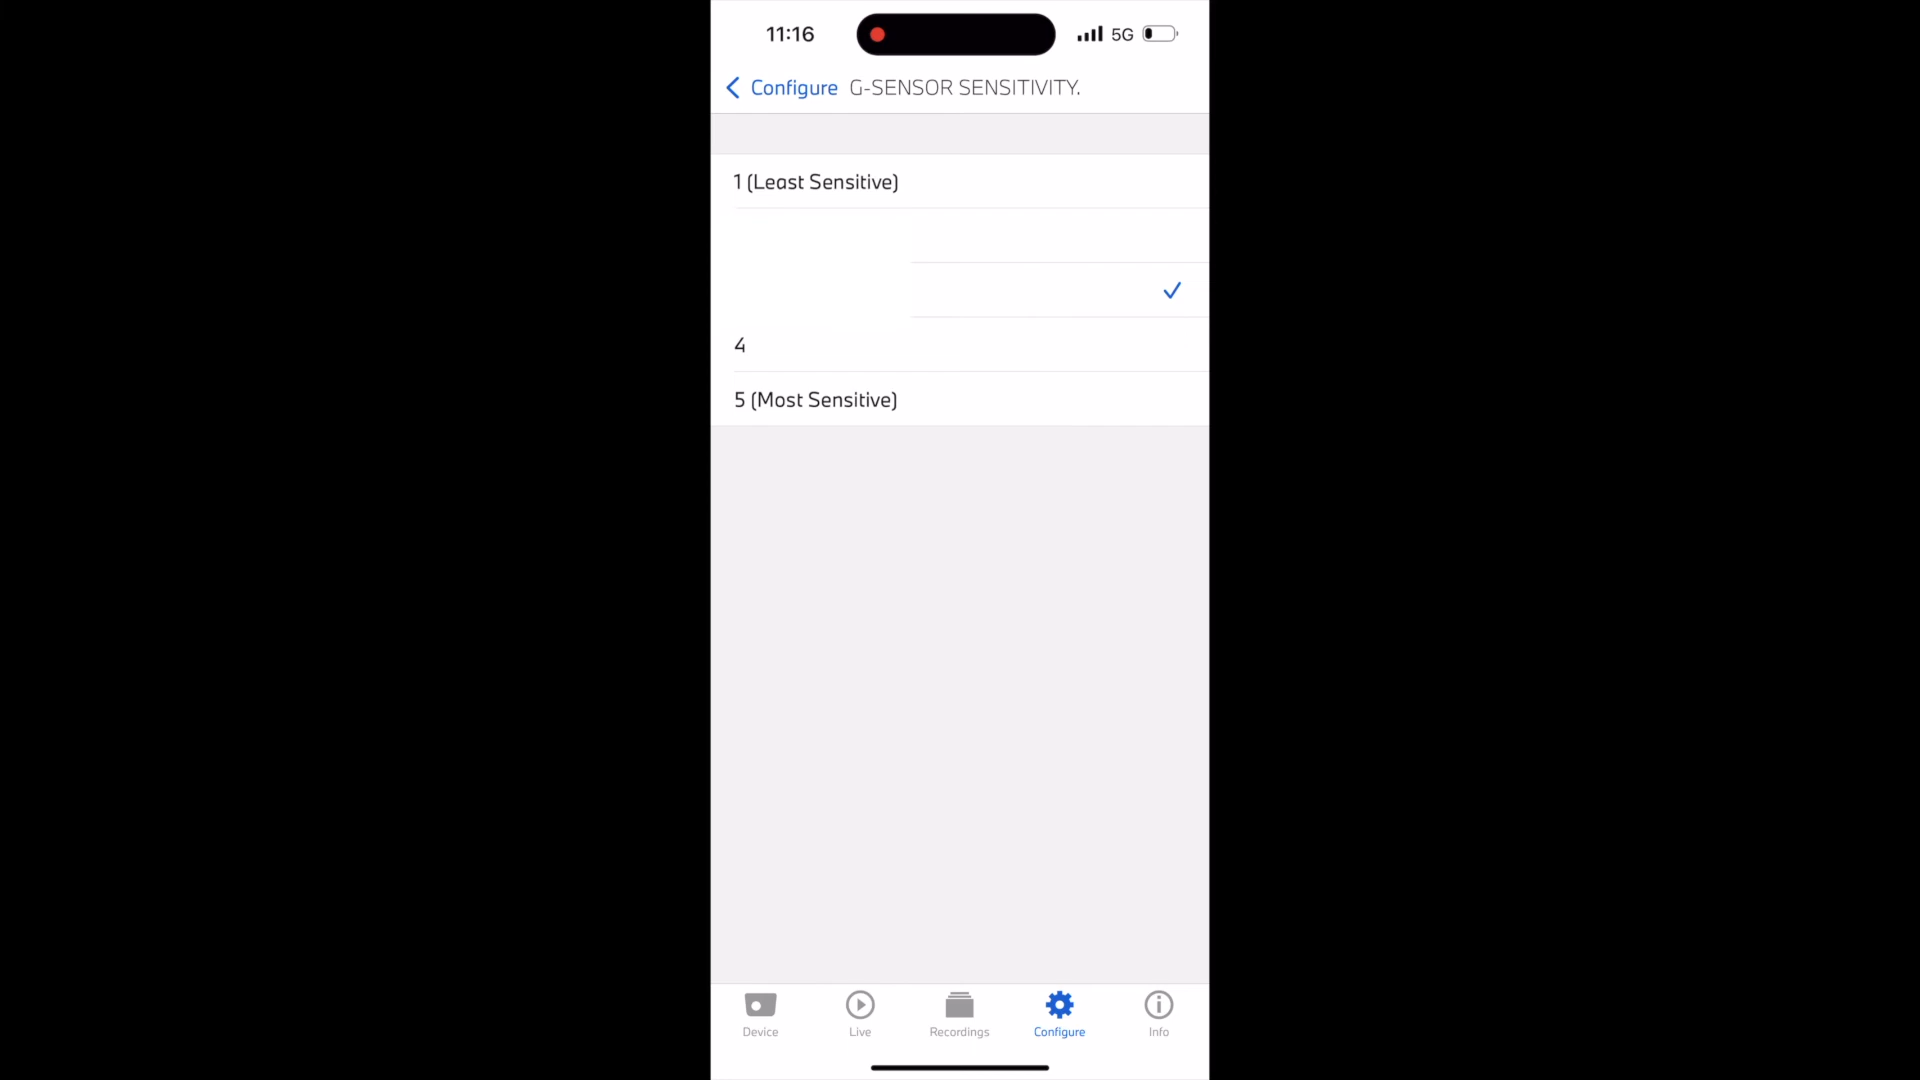 11:16 5G
Configure G-SENSOR SENSITIVITY.
1 (Least Sensitive)
4
5 (Most Sensitive)
Device Live Recordings Configure Info